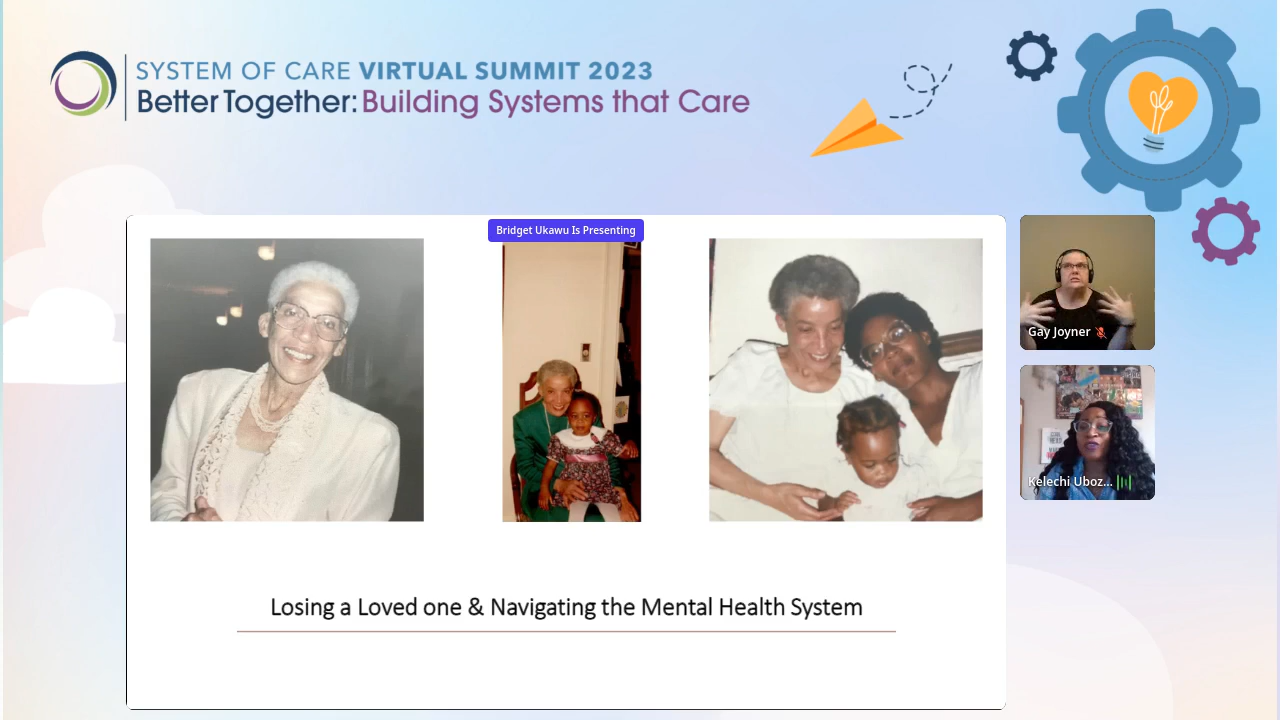 SYSTEM OF CARE VIRTUAL SUMMIT 2023
Better Together: Building Systems that Care
Bridget Ukawu Is Presenting
Gay Joyner
Kelechi Uboz...
Losing a Loved one & Navigating the Mental Health System